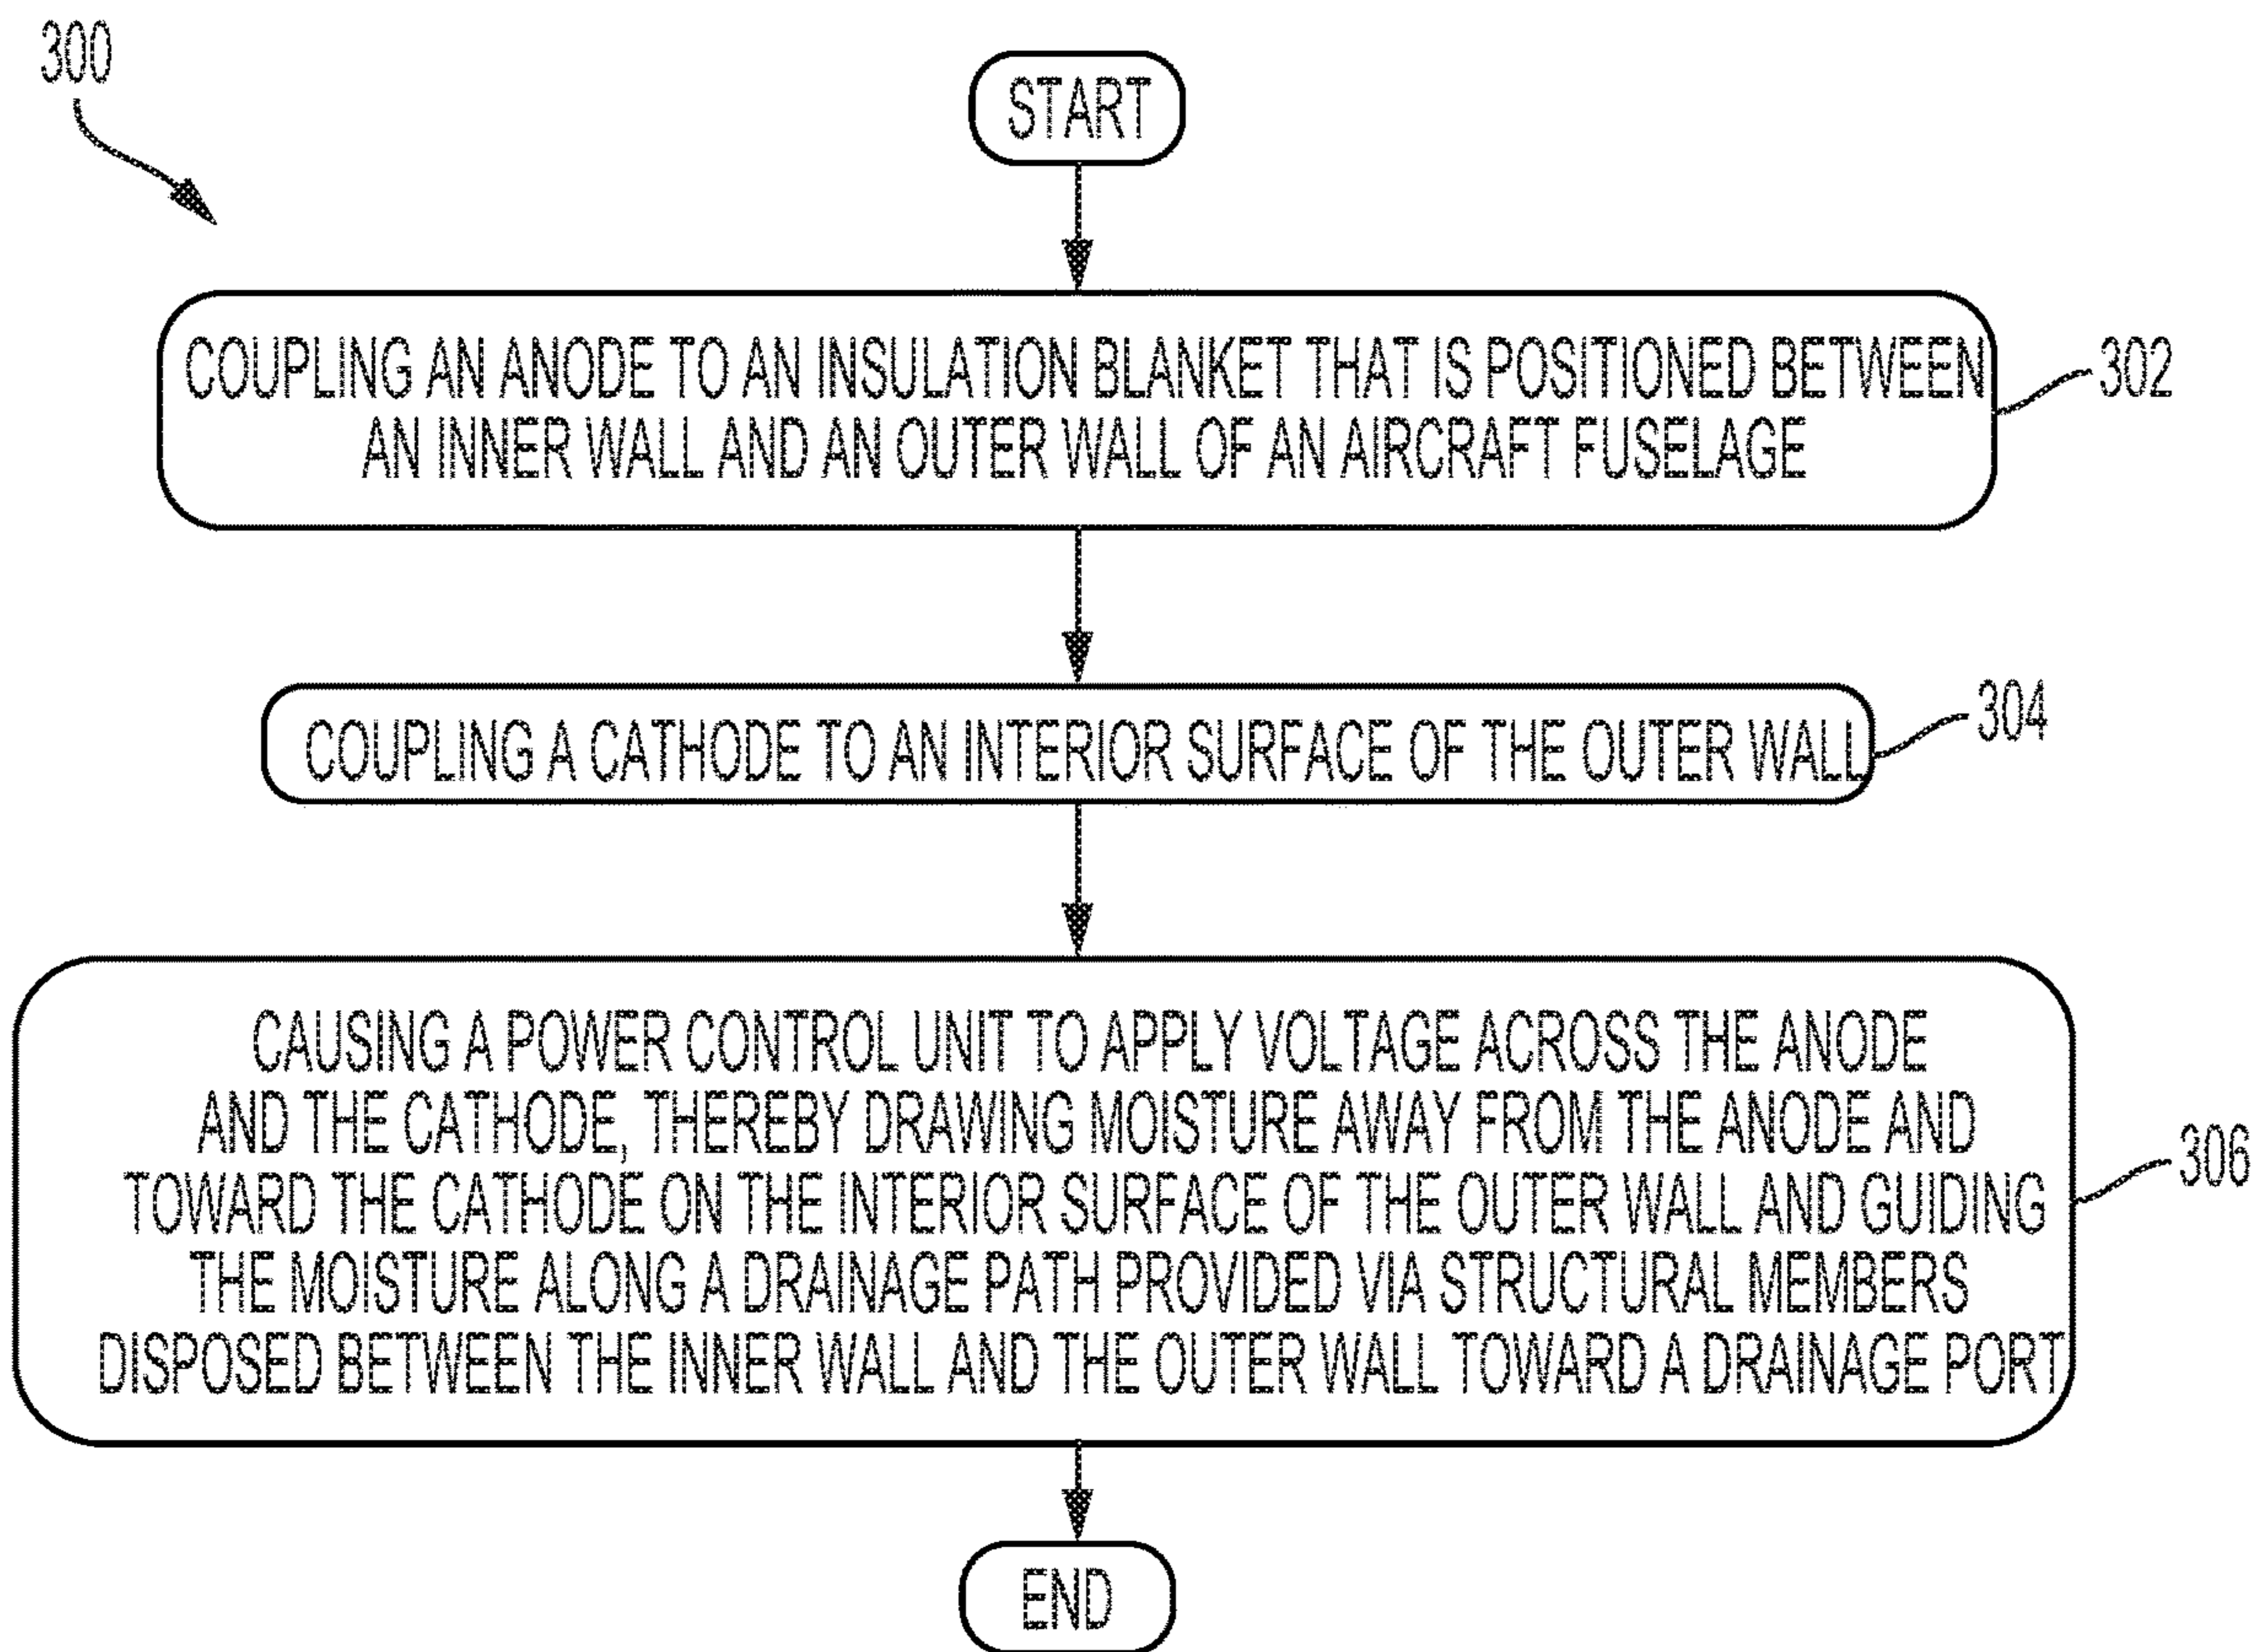 300
START
COUPLING AN ANODE TO AN INSULATION BLANKET THAT IS POSITIONED BETWEEN
AN INNER WALL AND AN OUTER WALL OF AN AIRCRAFT FUSELAGE
302
COUPLING A CATHODE TO AN INTERIOR SURFACE OF THE OUTER WALL
304
CAUSING A POWER CONTROL UNIT TO APPLY VOLTAGE ACROSS THE ANODE
AND THE CATHODE, THEREBY DRAWING MOISTURE AWAY FROM THE ANODE AND
TOWARD THE CATHODE ON THE INTERIOR SURFACE OF THE OUTER WALL AND GUIDING
THE MOISTURE ALONG A DRAINAGE PATH PROVIDED VIA STRUCTURAL MEMBERS
DISPOSED BETWEEN THE INNER WALL AND THE OUTER WALL TOWARD A DRAINAGE PORT
306
END